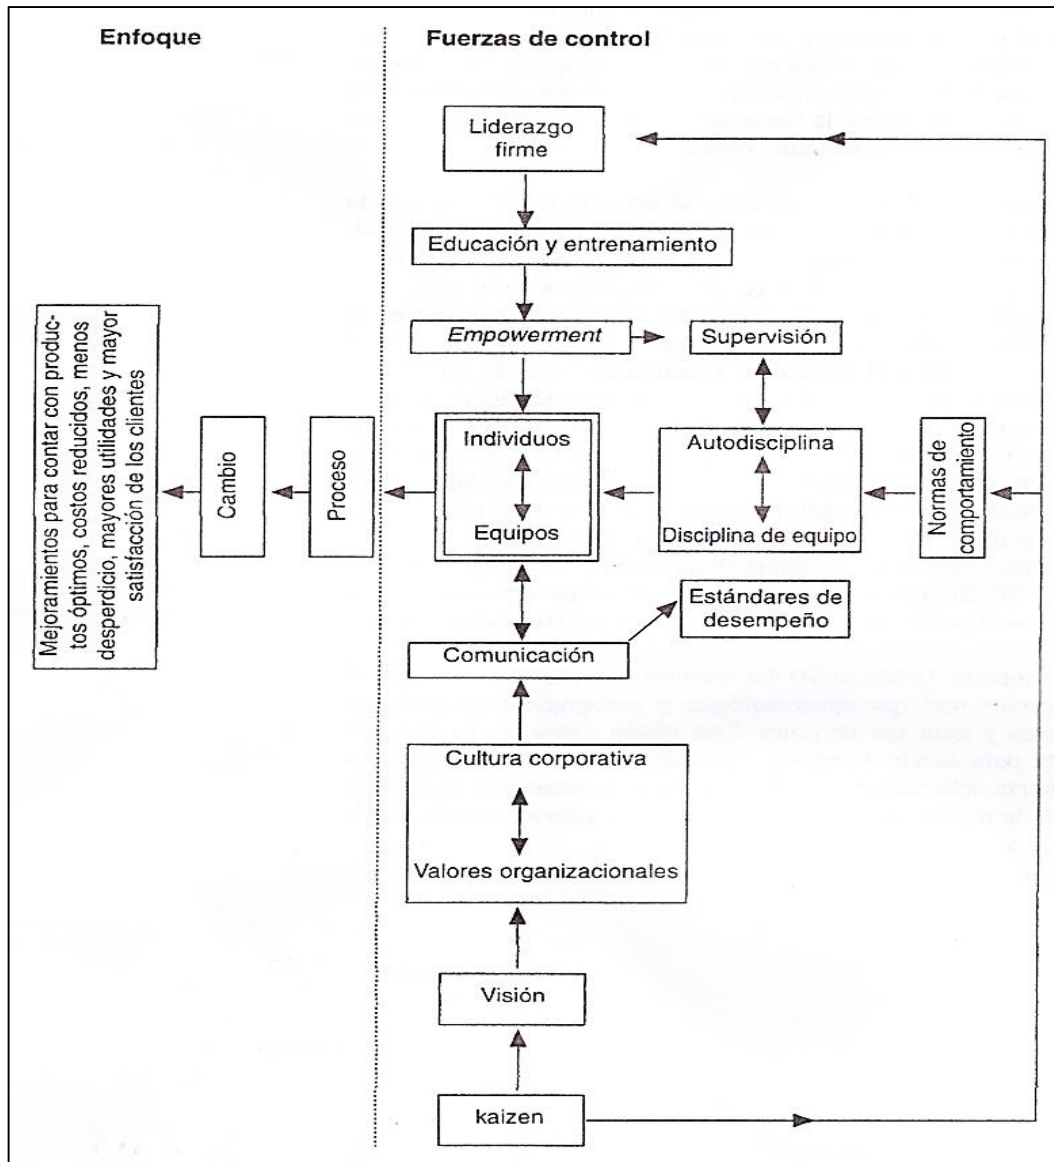 Enfoque
Fuerzas de control
Liderazgo
firme
Educación y entrenamiento
Empowerment
Supervisión
Individuos
Equipos
Autodisciplina
Disciplina de equipo
Normas de
comportamiento
Proceso
Cambio
Mejoramientos para contar con produc-
tos óptimos, costos reducidos, menos
desperdicio, mayores utilidades y mayor
satisfacción de los clientes
Estándares de
desempeño
Comunicación
Cultura corporativa
Valores organizacionales
Visión
kaizen